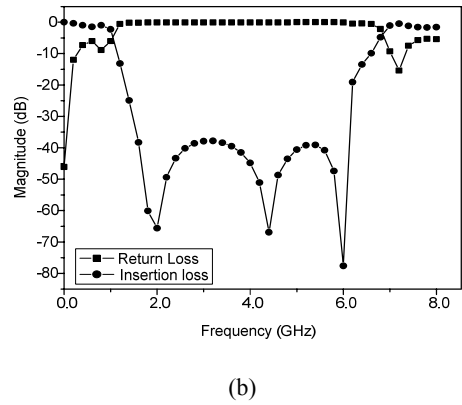 0
-10
-20
-30
-40
-50
-60
-70
-80
Magnitude (dB)
Return Loss
Insertion loss
0.0 2.0 4.0 6.0 8.0
Frequency (GHz)
(b)